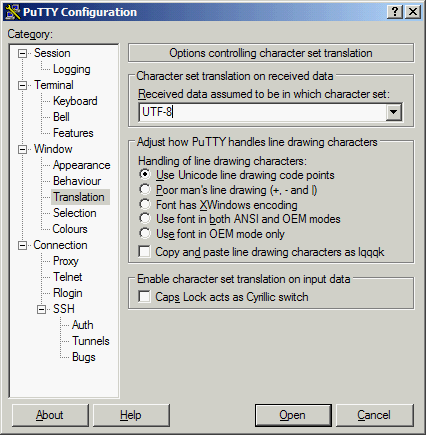 PuTTY Configuration
Category:
Session
Logging
Terminal
Keyboard
Bell
Features
Window
Appearance
Behaviour
Translation
Selection
Colours
Connection
Proxy
Telnet
Rlogin
SSH
Auth
Tunnels
Bugs
Options controlling character set translation
Character set translation on received data
Received data assumed to be in which character set:
UTF-8
Adjust how PuTTY handles line drawing characters
Handling of line drawing characters:
Use Unicode line drawing code points
Poor man's line drawing (+, - and |)
Font has XWindows encoding
Use font in both ANSI and OEM modes
Use font in OEM mode only
Copy and paste line drawing characters as lqqqk
Enable character set translation on input data
Caps Lock acts as Cyrillic switch
About
Help
Open
Cancel